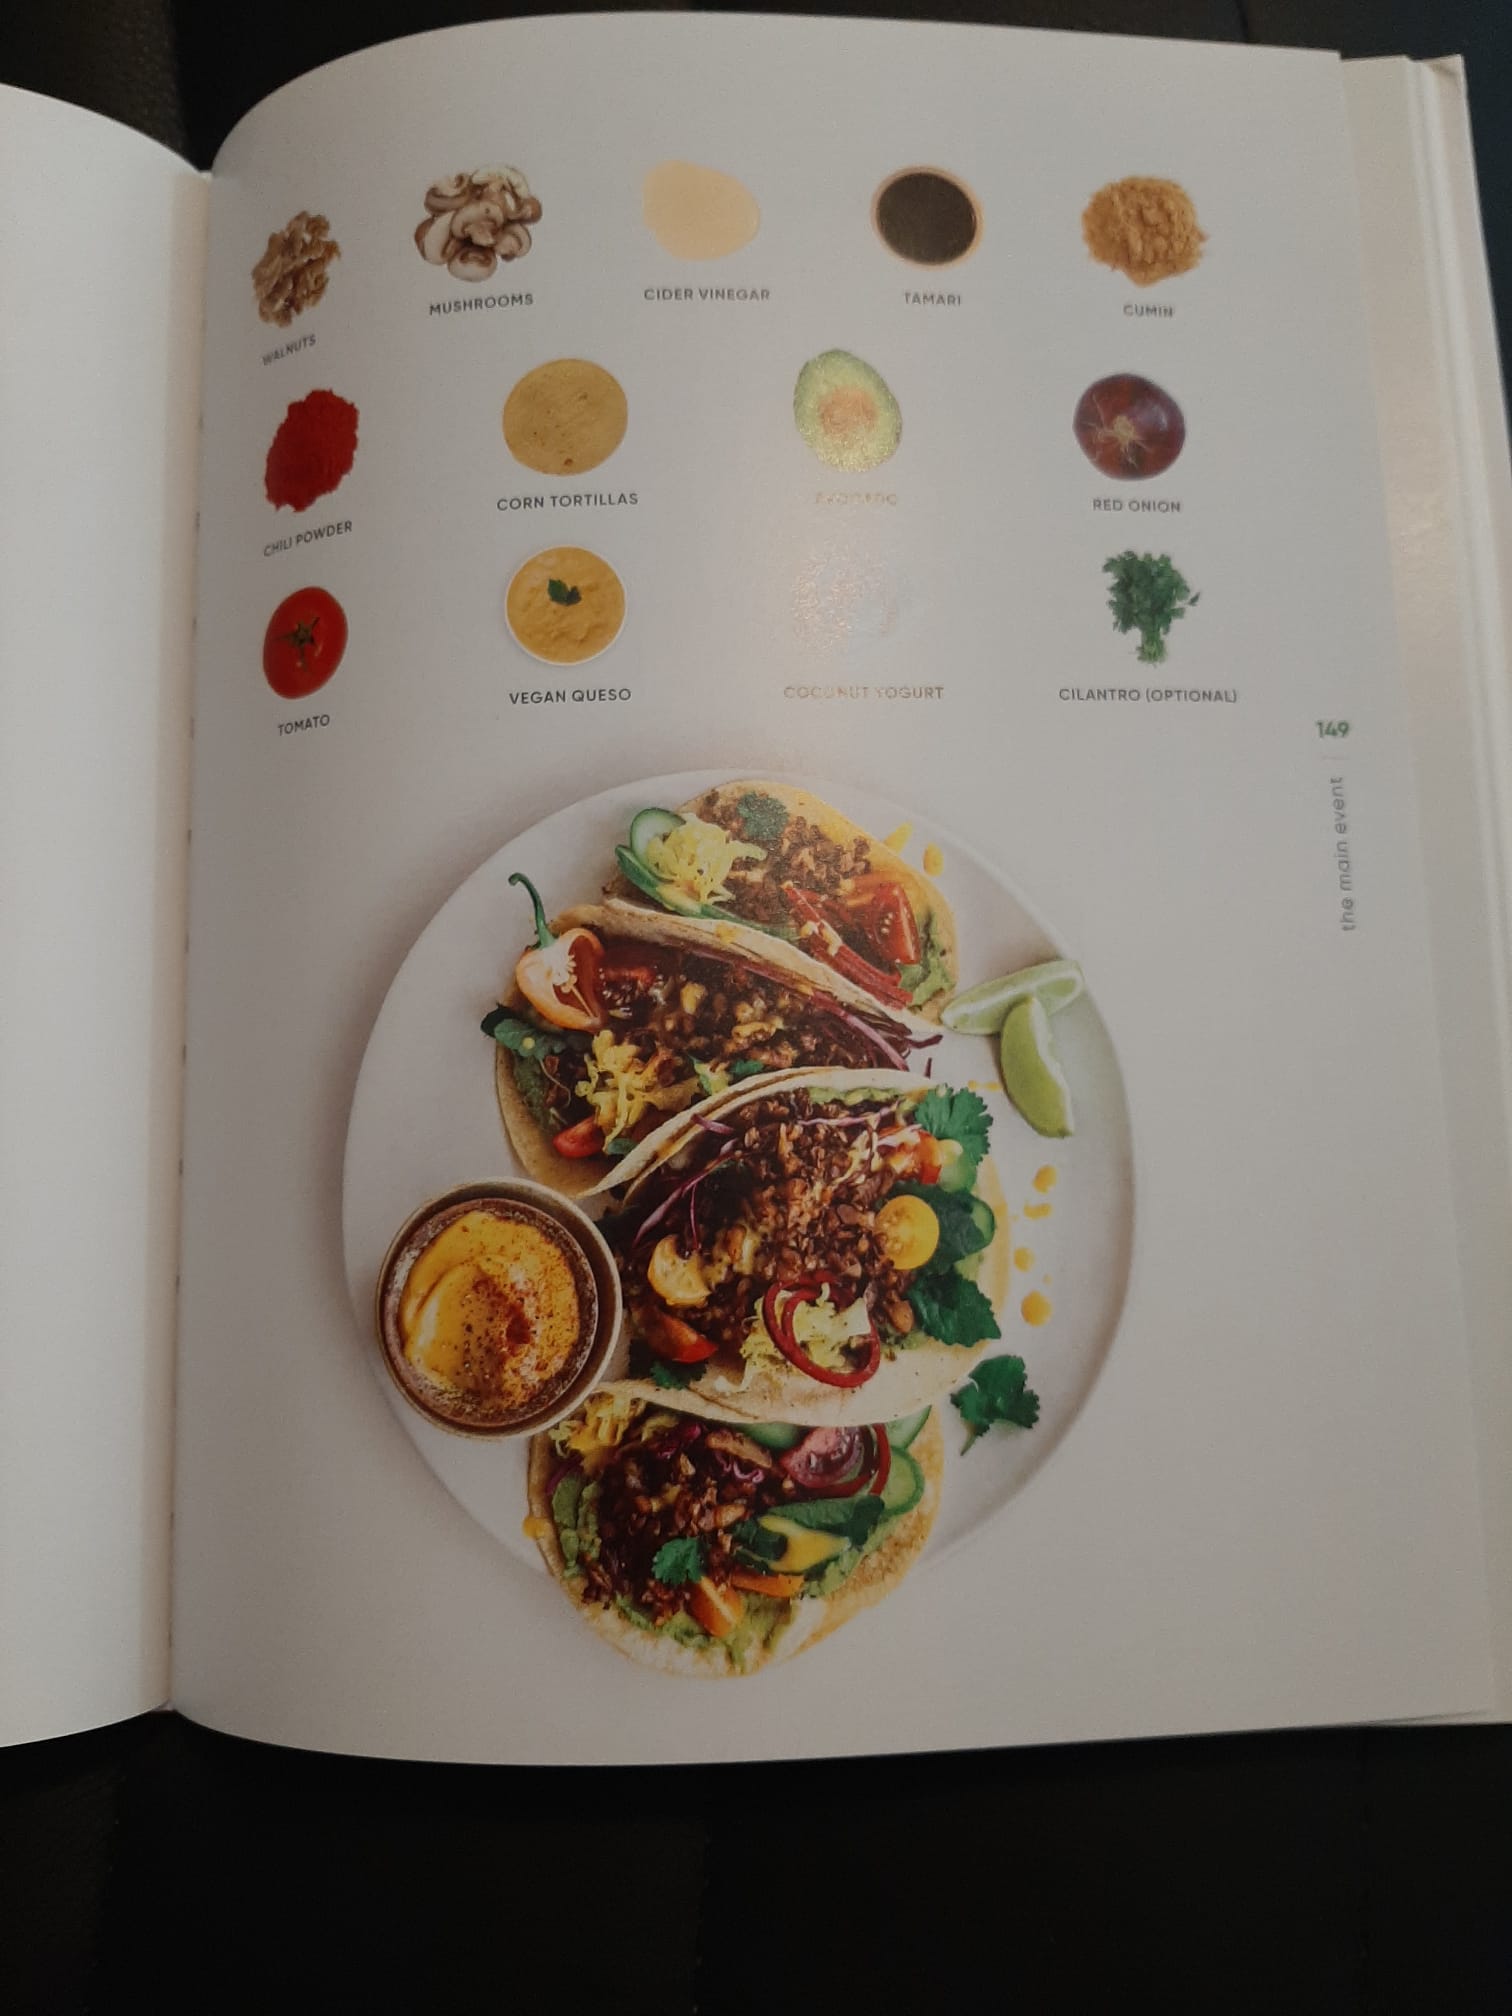 WALNUTS
MUSHROOMS
CIDER VINEGAR
TAMARI
CUMIN
CHILI POWDER
CORN TORTILLAS
AVOCADO
RED ONION
TOMATO
VEGAN QUESO
COCONUT YOGURT
CILANTRO (OPTIONAL)
149
the main event